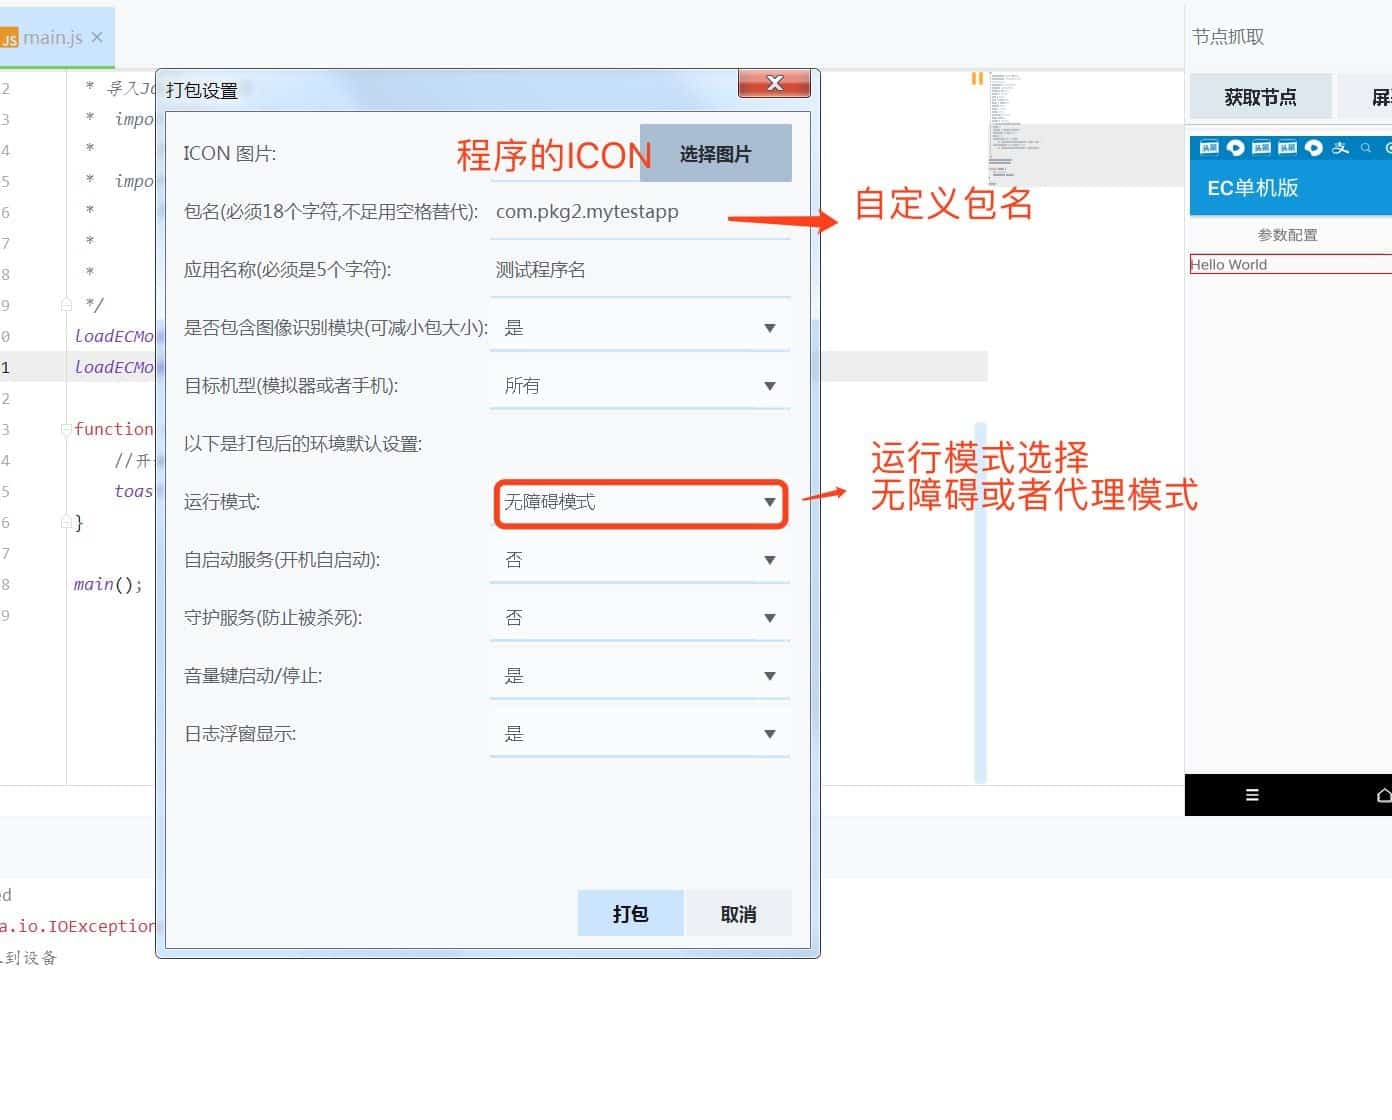 JS main.js ×
节点抓取
打包设置
获取节点
ICON 图片:
程序的ICON
选择图片
包名(必须18个字符,不足用空格替代):
com.pkg2.mytestapp
自定义包名
应用名称(必须是5个字符):
测试程序名
是否包含图像识别模块(可减小包大小):
是
目标机型(模拟器或者手机):
所有
以下是打包后的环境默认设置:
运行模式:
无障碍模式
运行模式选择
无障碍或者代理模式
自启动服务(开机自启动):
否
守护服务(防止被杀死):
否
音量键启动/停止:
是
日志浮窗显示:
是
打包
取消
2 * 导入J
3 * impo
4 *
5 * impo
6 *
7 *
8 *
9 */
0 loadECMo
1 loadECMo
2
3 function
4 //开
5 toas
6 }
7
8 main();
9
ed
a.io.IOException
到设备
EC单机版
参数配置
Hello World